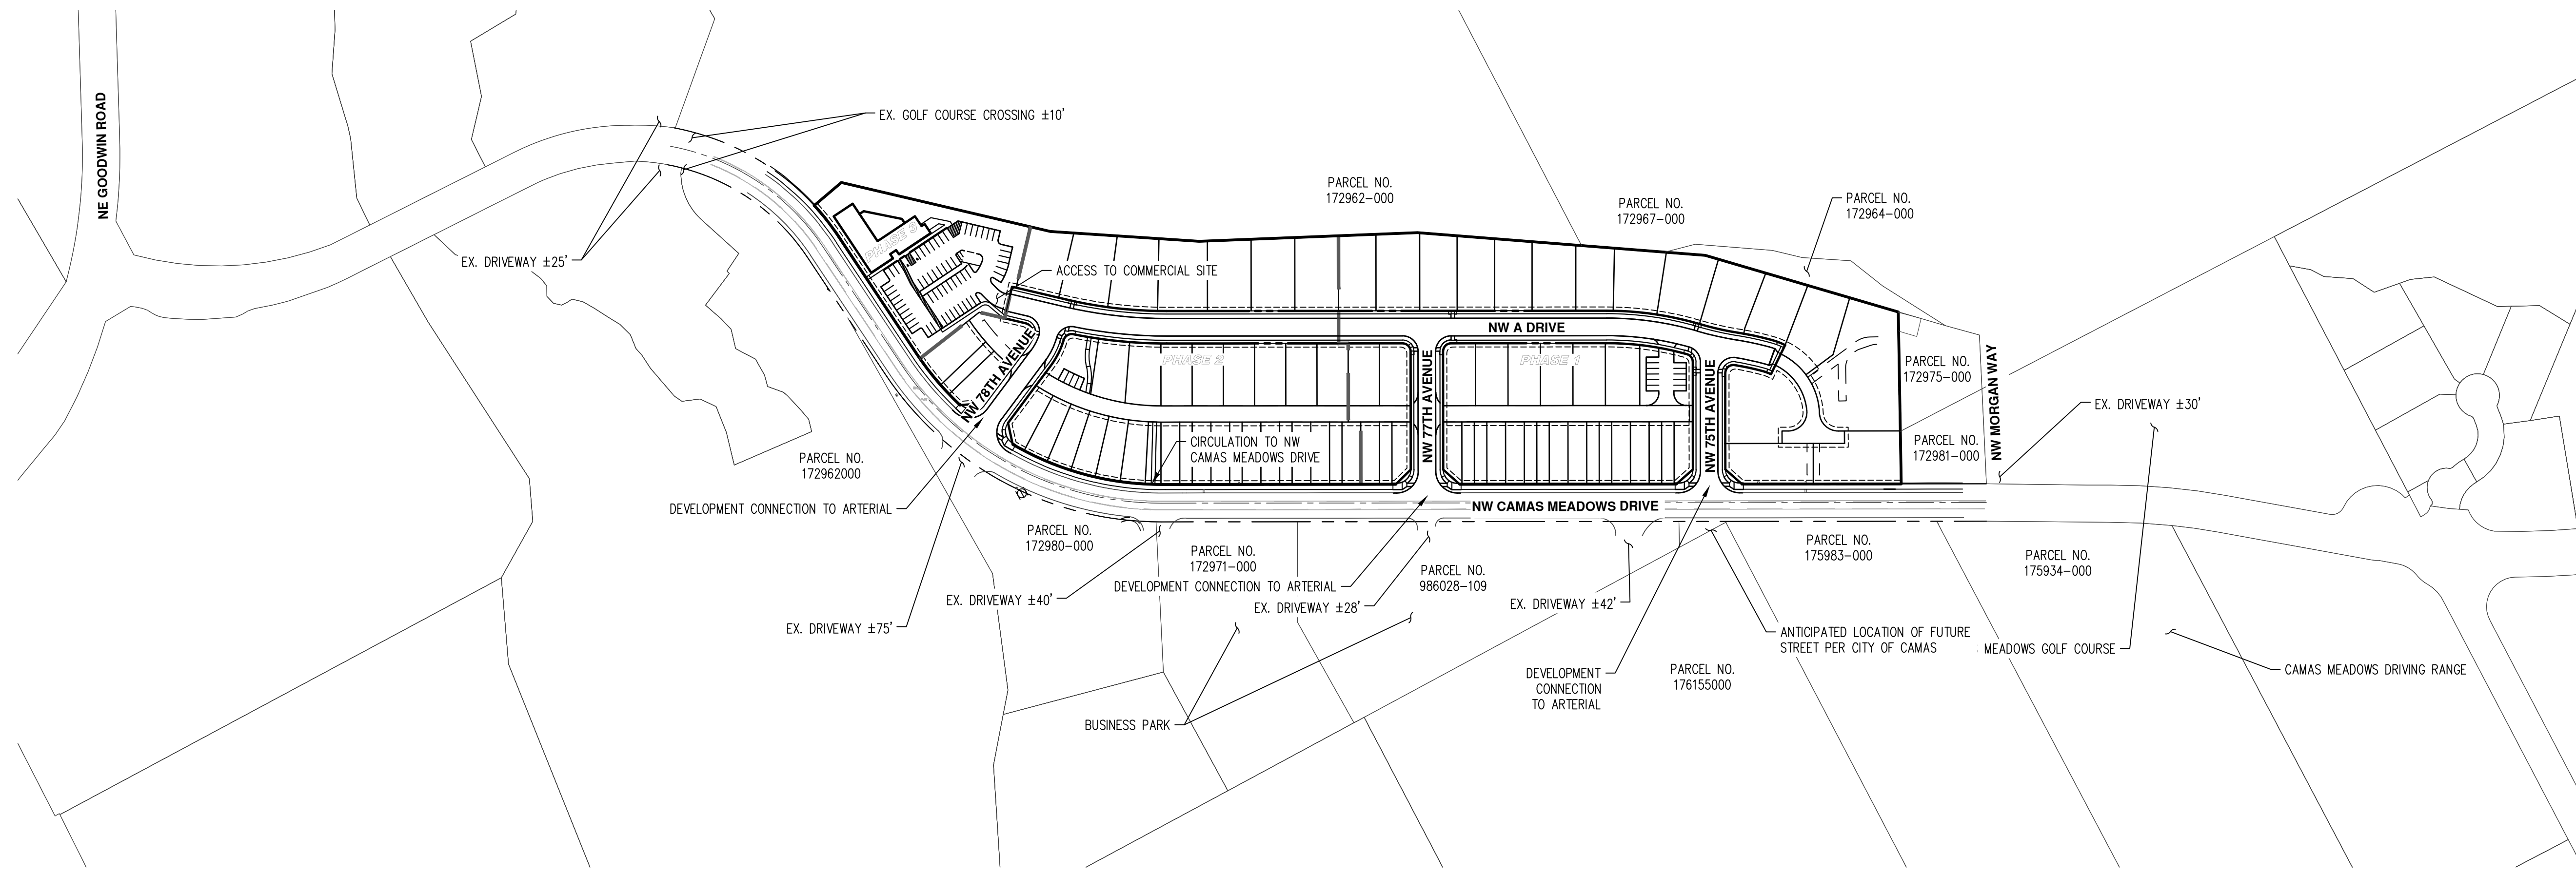 NE GOODWIN ROAD
EX. GOLF COURSE CROSSING ±10'
EX. DRIVEWAY ±25'
PARCEL NO.
172962-000
PARCEL NO.
172967-000
PARCEL NO.
172964-000
PHASE 3
ACCESS TO COMMERCIAL SITE
NW A DRIVE
NW 78TH AVENUE
PHASE 2
NW 77TH AVENUE
PHASE 1
NW 75TH AVENUE
PARCEL NO.
172975-000
NW MORGAN WAY
EX. DRIVEWAY ±30'
PARCEL NO.
172981-000
CIRCULATION TO NW
CAMAS MEADOWS DRIVE
PARCEL NO.
172962000
DEVELOPMENT CONNECTION TO ARTERIAL
NW CAMAS MEADOWS DRIVE
PARCEL NO.
172980-000
PARCEL NO.
172971-000
DEVELOPMENT CONNECTION TO ARTERIAL
PARCEL NO.
986028-109
PARCEL NO.
175983-000
PARCEL NO.
175934-000
EX. DRIVEWAY ±40'
EX. DRIVEWAY ±28'
EX. DRIVEWAY ±42'
EX. DRIVEWAY ±75'
ANTICIPATED LOCATION OF FUTURE
STREET PER CITY OF CAMAS
MEADOWS GOLF COURSE
CAMAS MEADOWS DRIVING RANGE
DEVELOPMENT
CONNECTION
TO ARTERIAL
PARCEL NO.
176155000
BUSINESS PARK